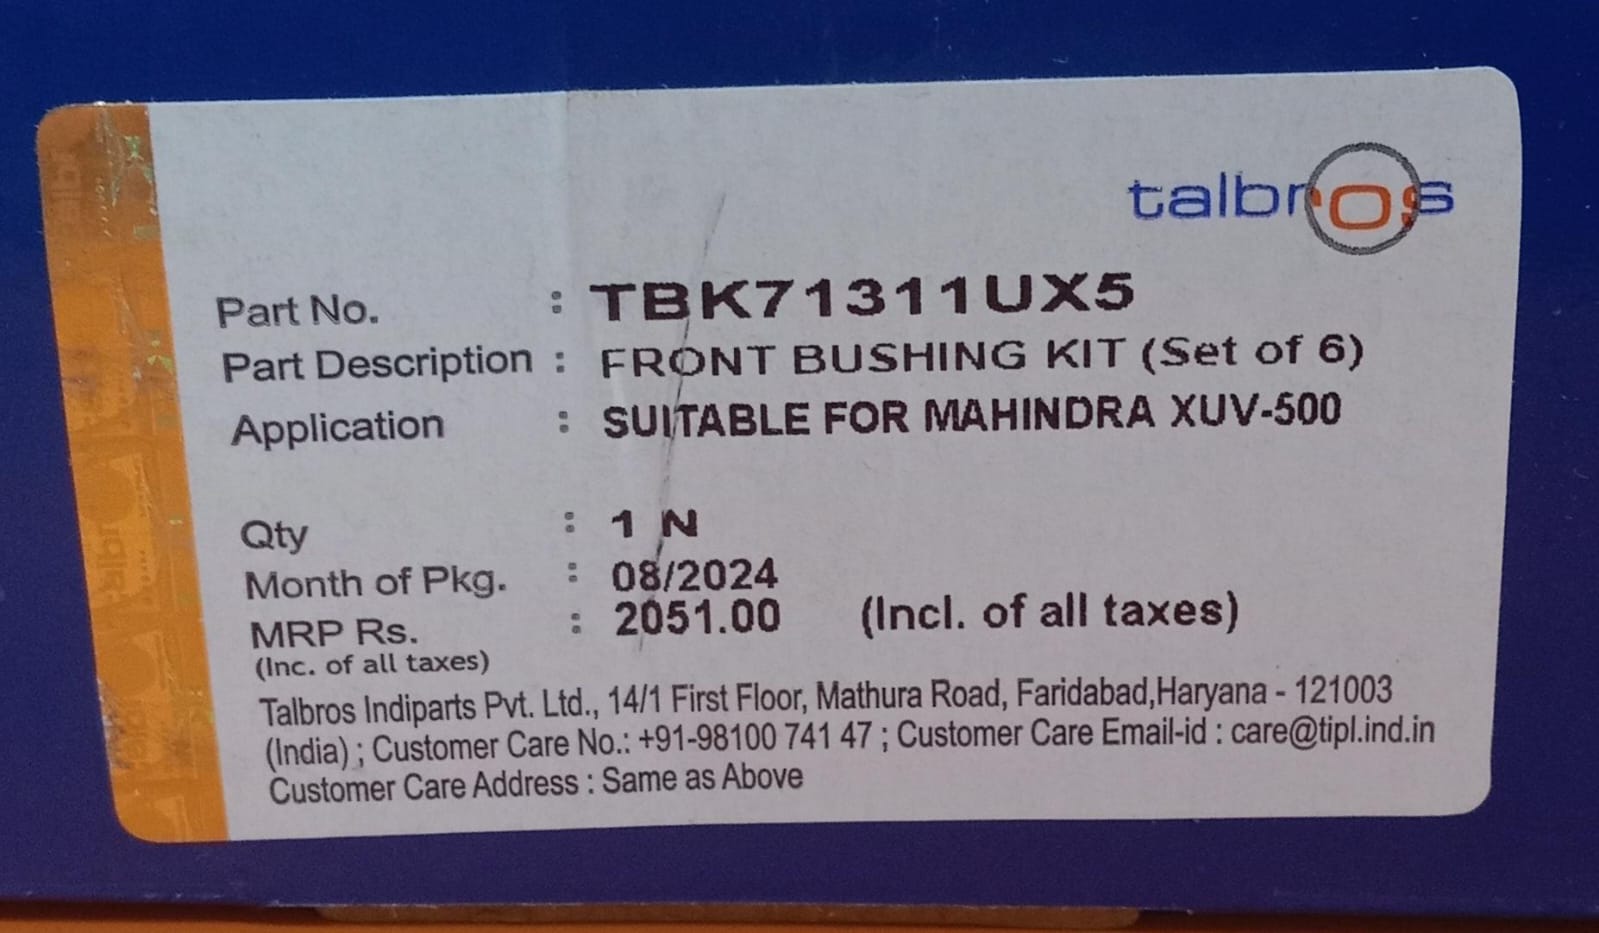 talbros
Part No. : TBK71311UX5
Part Description : FRONT BUSHING KIT (Set of 6)
Application : SUITABLE FOR MAHINDRA XUV-500
Qty : 1 N
Month of Pkg. : 08/2024
MRP Rs. : 2051.00 (Incl. of all taxes)
(Inc. of all taxes)
Talbros Indiparts Pvt. Ltd., 14/1 First Floor, Mathura Road, Faridabad,Haryana - 121003
(India) ; Customer Care No.: +91-98100 741 47 ; Customer Care Email-id : care@tipl.ind.in
Customer Care Address : Same as Above